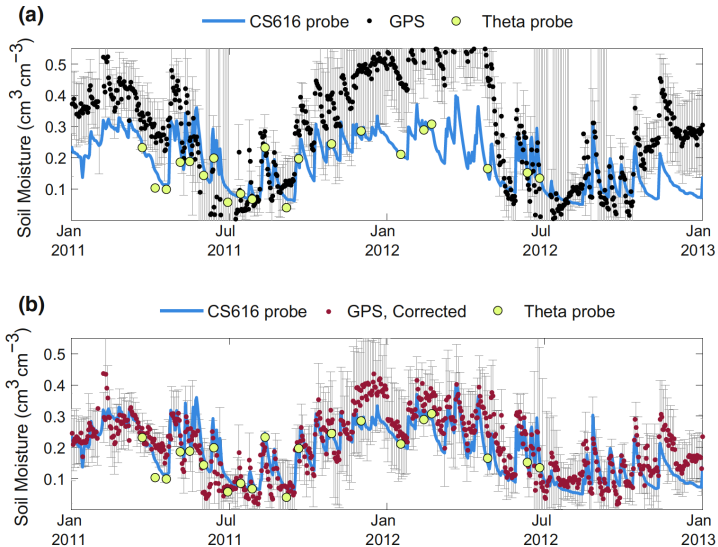 (a)
CS616 probe GPS Theta probe
Soil Moisture (cm³ cm⁻³)
0.5
0.4
0.3
0.2
0.1
Jan Jul Jan Jul Jan
2011 2011 2012 2012 2013
(b)
CS616 probe GPS, Corrected Theta probe
Soil Moisture (cm³ cm⁻³)
0.5
0.4
0.3
0.2
0.1
Jan Jul Jan Jul Jan
2011 2011 2012 2012 2013